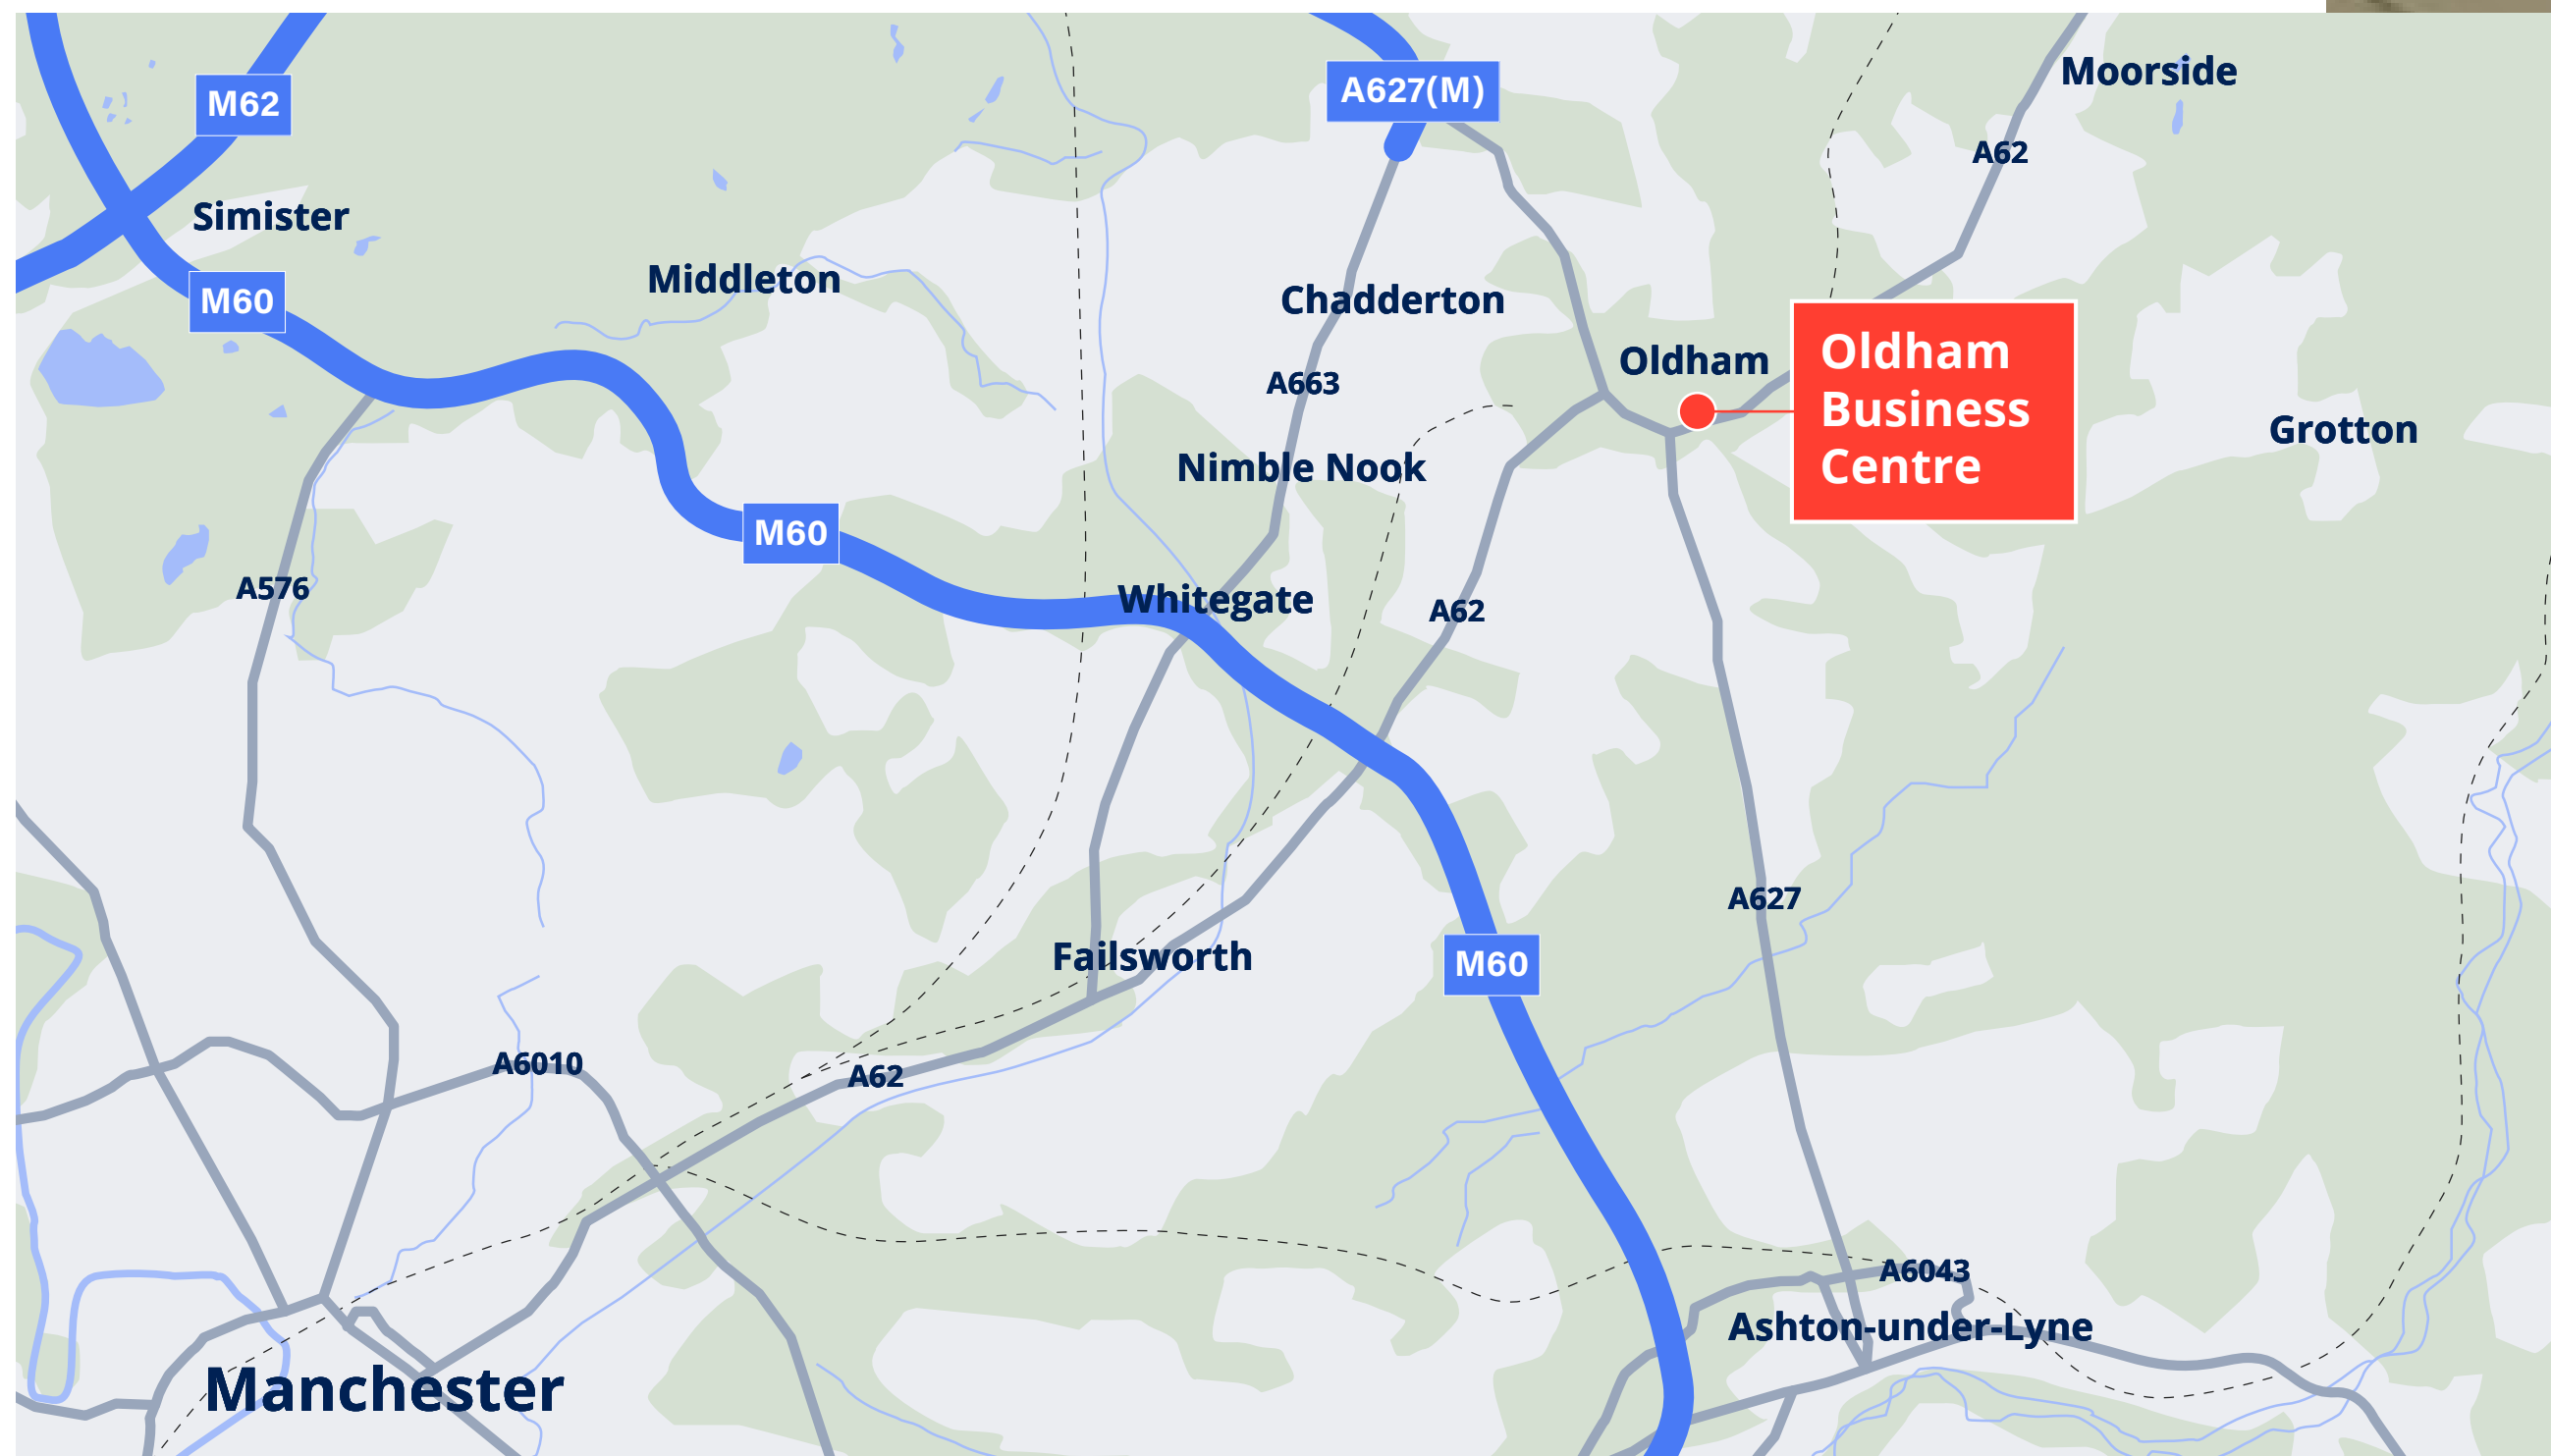 A627(M)
Moorside
M62
A62
Simister
Middleton
M60
Chadderton
Oldham
Oldham
Business
Centre
A663
Grotton
Nimble Nook
M60
A576
Whitegate
A62
A627
Failsworth
M60
A6010
A62
A6043
Ashton-under-Lyne
Manchester